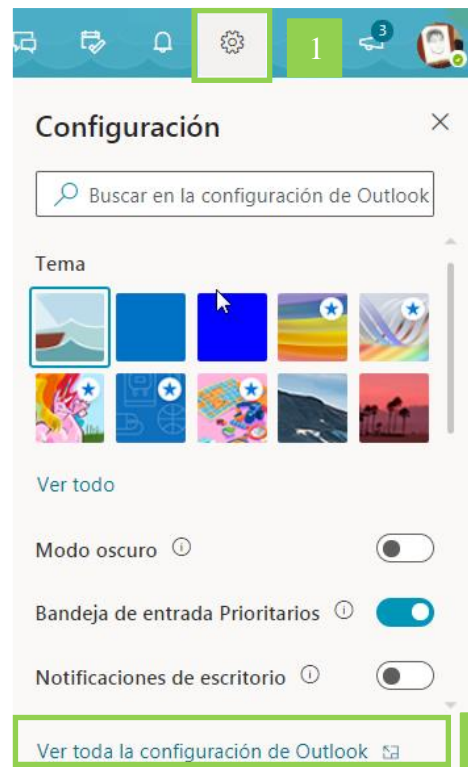 1
3
Configuración
Buscar en la configuración de Outlook
Tema
Ver todo
Modo oscuro
Bandeja de entrada Prioritarios
Notificaciones de escritorio
Ver toda la configuración de Outlook